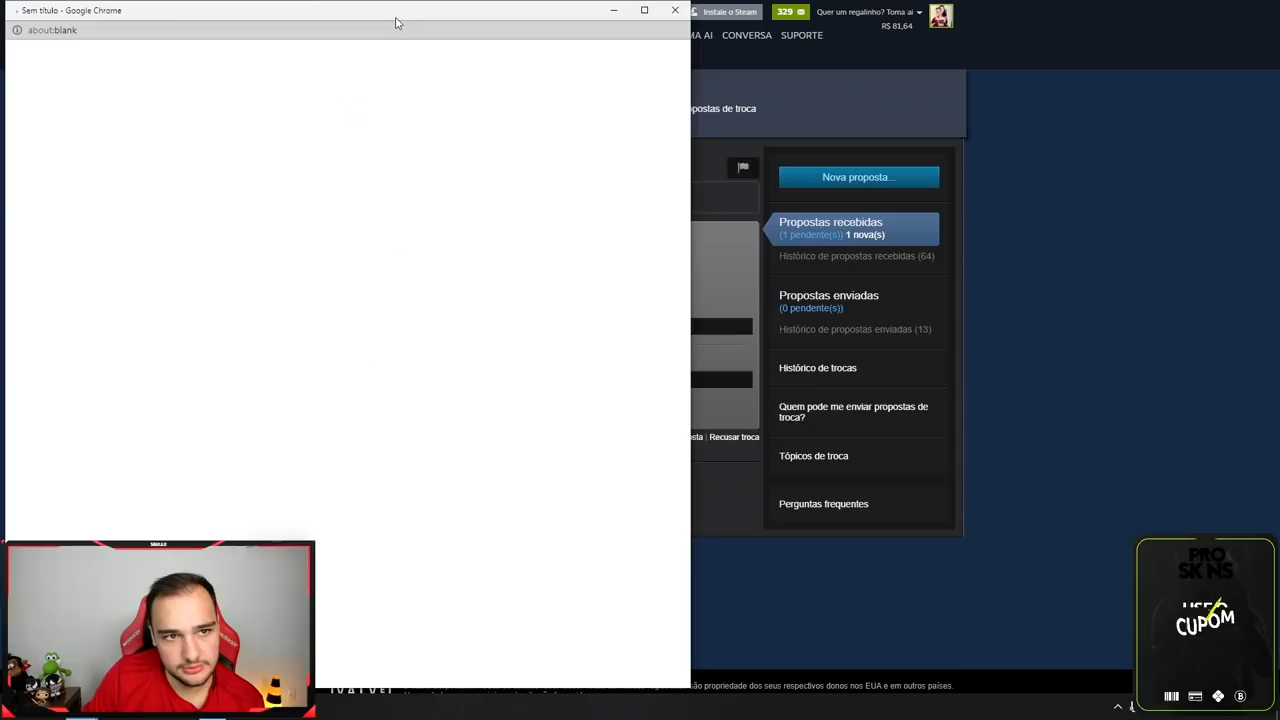 Sem título - Google Chrome
about:blank
Instale o Steam
329
Quer um regalinho? Toma ai
R$ 81,64
MA AI
CONVERSA
SUPORTE
opostas de troca
Nova proposta...
Propostas recebidas
(1 pendente(s)) 1 nova(s)
Histórico de propostas recebidas (64)
Propostas enviadas
(0 pendente(s))
Histórico de propostas enviadas (13)
Histórico de trocas
Quem pode me enviar propostas de
troca?
Tópicos de troca
Perguntas frequentes
osta | Recusar troca
são propriedade dos seus respectivos donos nos EUA e em outros países.
PRO
SKINS
CUPOM